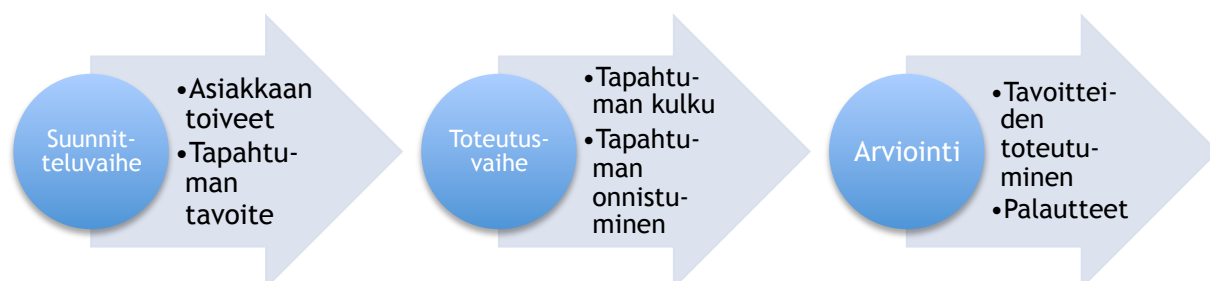 Suunnit-
teluvaihe
•Asiakkaan
toiveet
•Tapahtu-
man
tavoite
Toteutus-
vaihe
•Tapahtu-
man kulku
•Tapahtu-
man
onnistu-
minen
Arviointi
•Tavoittei-
den
toteutu-
minen
•Palautteet